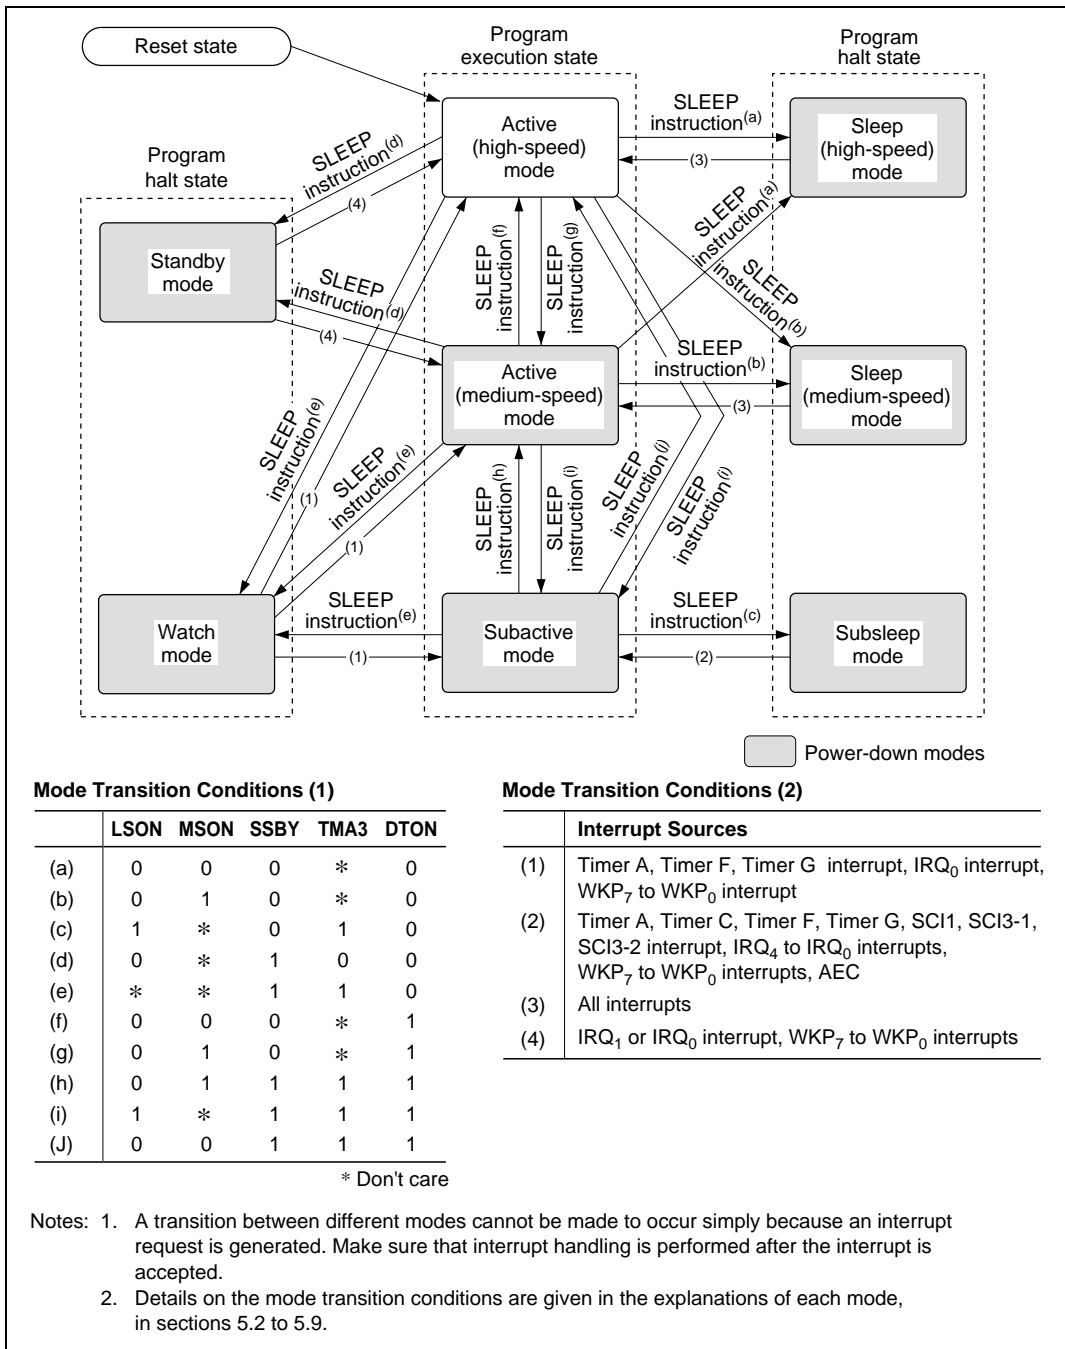 Reset state
Program
execution state
Program
halt state
Program
halt state
Active
(high-speed)
mode
SLEEP
instruction(a)
(3)
Sleep
(high-speed)
mode
SLEEP
instruction(d)
(4)
Standby
mode
SLEEP
instruction(d)
(4)
SLEEP
instruction(f)
SLEEP
instruction(g)
SLEEP
instruction(a)
SLEEP
instruction(b)
Active
(medium-speed)
mode
SLEEP
instruction(b)
(3)
Sleep
(medium-speed)
mode
SLEEP
instruction(e)
(1)
SLEEP
instruction(e)
(1)
SLEEP
instruction(h)
SLEEP
instruction(i)
SLEEP
instruction(j)
SLEEP
instruction(i)
Watch
mode
SLEEP
instruction(e)
(1)
Subactive
mode
SLEEP
instruction(c)
(2)
Subsleep
mode
Power-down modes
Mode Transition Conditions (1)
LSON MSON SSBY TMA3 DTON
(a) 0 0 0 * 0
(b) 0 1 0 * 0
(c) 1 * 0 1 0
(d) 0 * 1 0 0
(e) * * 1 1 0
(f) 0 0 0 * 1
(g) 0 1 0 * 1
(h) 0 1 1 1 1
(i) 1 * 1 1 1
(J) 0 0 1 1 1
* Don't care
Mode Transition Conditions (2)
Interrupt Sources
(1) Timer A, Timer F, Timer G interrupt, IRQ0 interrupt,
WKP7 to WKP0 interrupt
(2) Timer A, Timer C, Timer F, Timer G, SCI1, SCI3-1,
SCI3-2 interrupt, IRQ4 to IRQ0 interrupts,
WKP7 to WKP0 interrupts, AEC
(3) All interrupts
(4) IRQ1 or IRQ0 interrupt, WKP7 to WKP0 interrupts
Notes: 1. A transition between different modes cannot be made to occur simply because an interrupt
request is generated. Make sure that interrupt handling is performed after the interrupt is
accepted.
2. Details on the mode transition conditions are given in the explanations of each mode,
in sections 5.2 to 5.9.